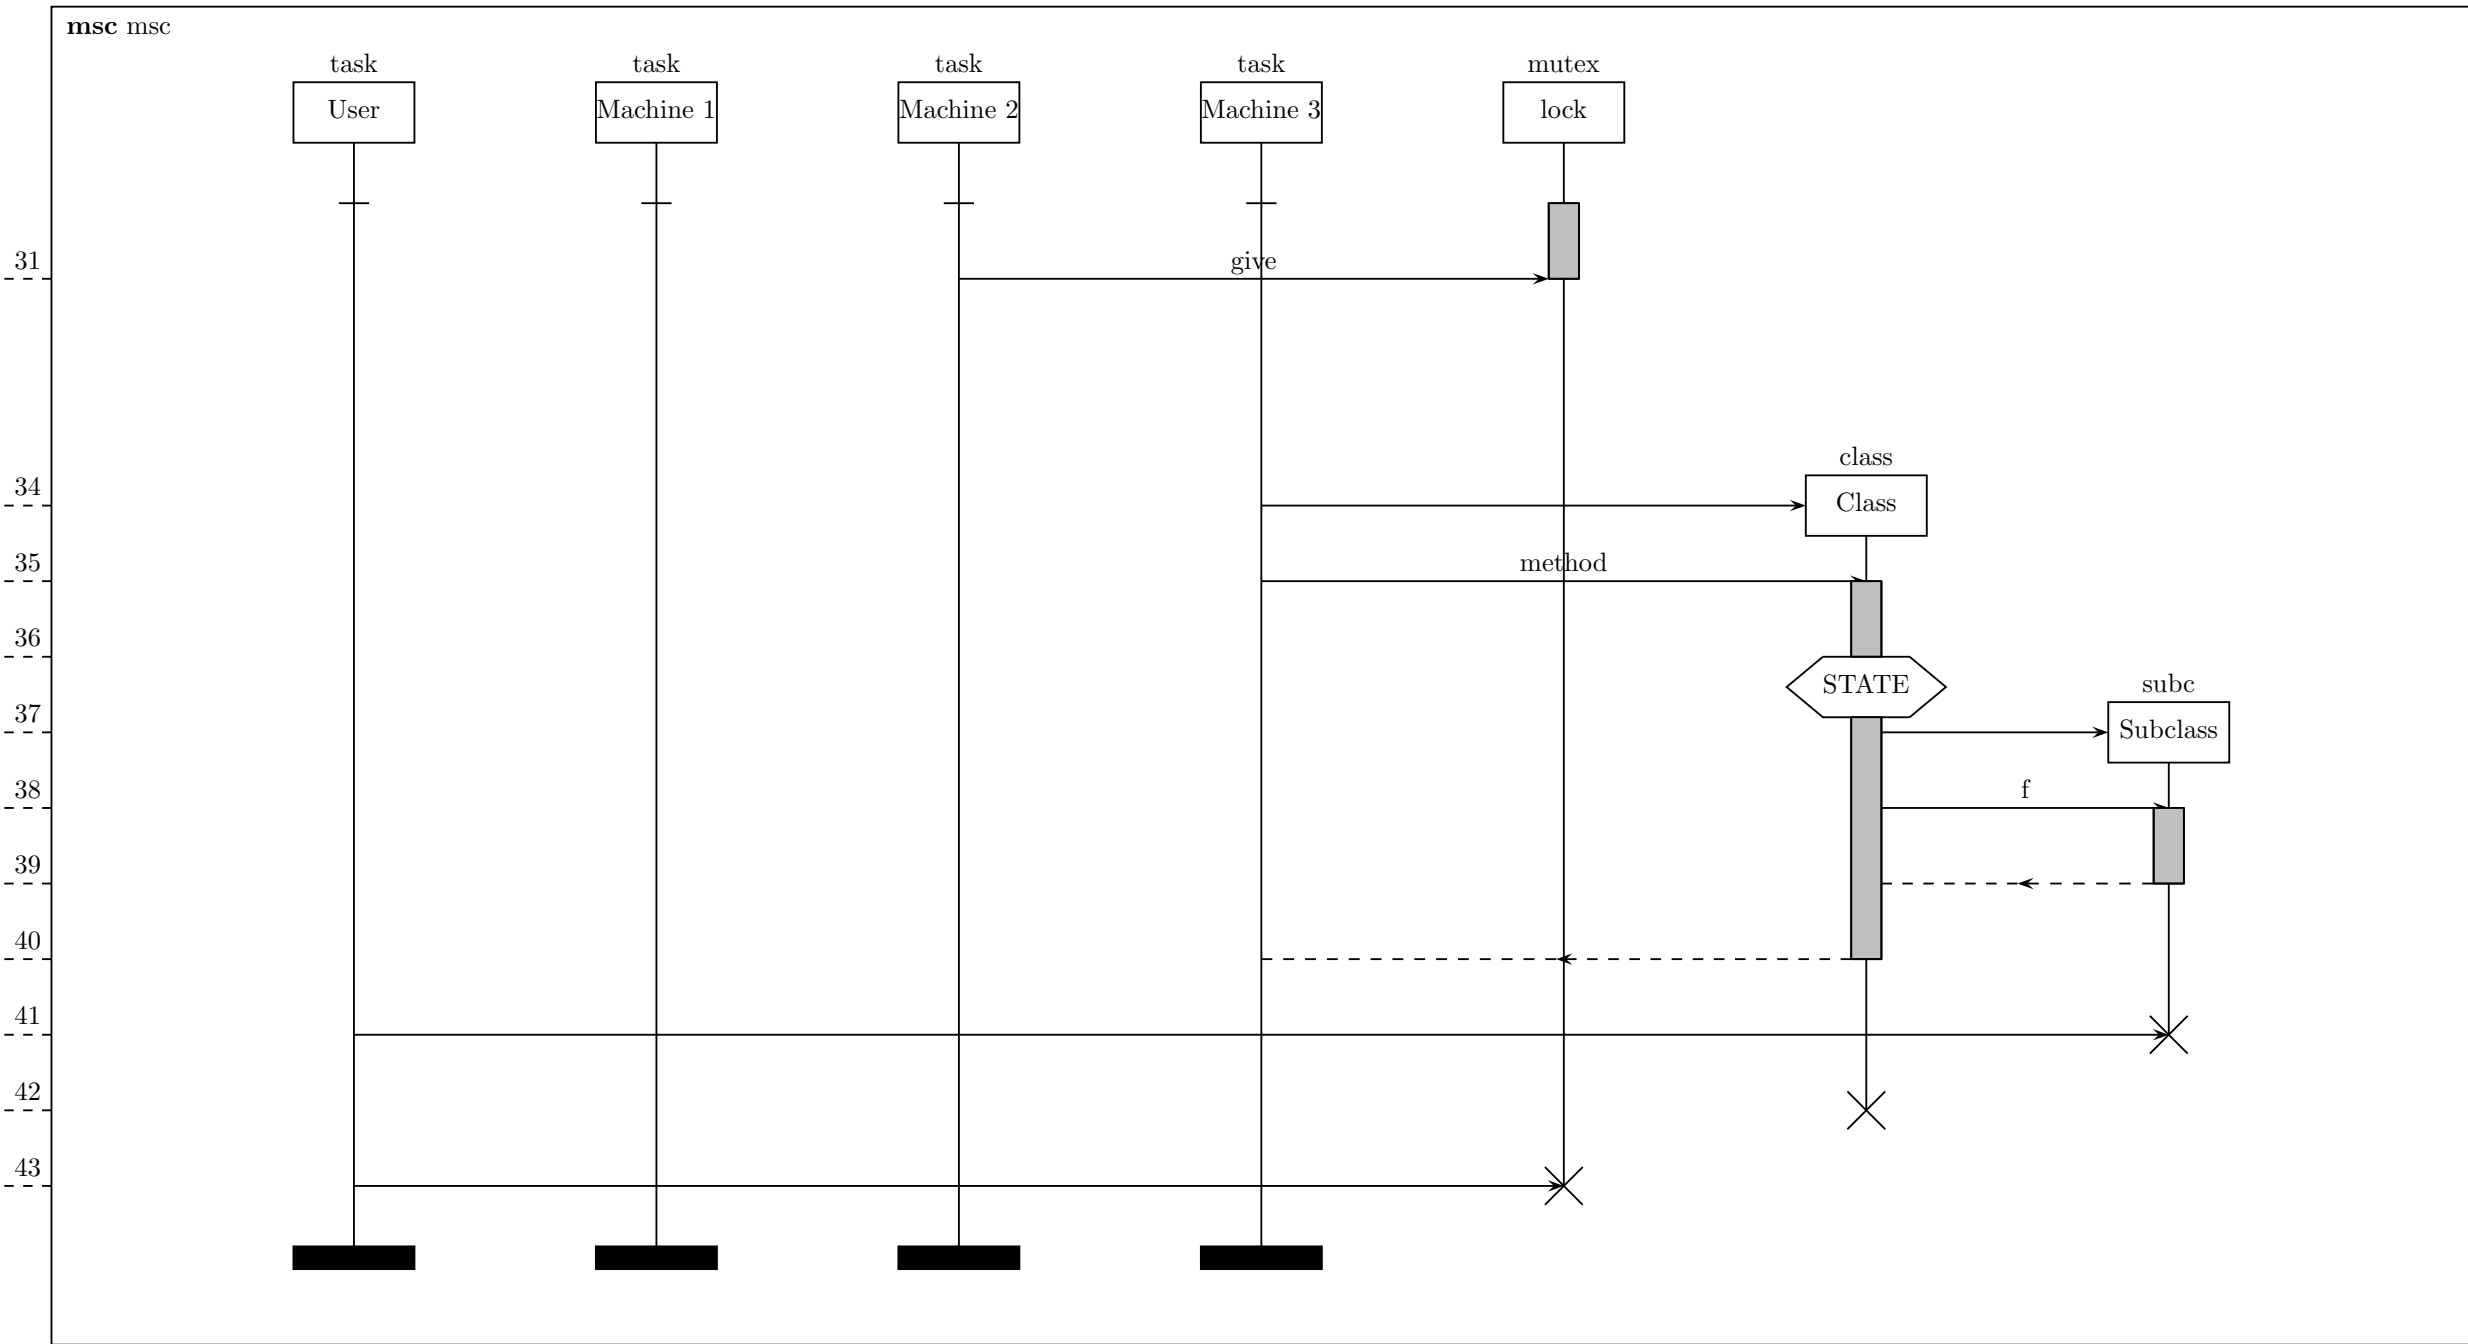 msc msc
task task task task mutex
User Machine 1 Machine 2 Machine 3 lock
31 give
class
34 Class
35 method
36
STATE subc
37 Subclass
38 f
39
40
41
42
43